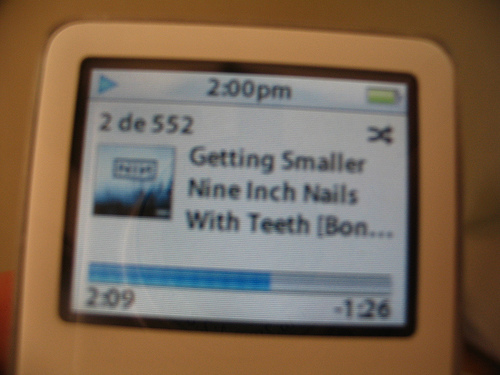 2:00pm
2 de 552
Getting Smaller
Nine Inch Nails
With Teeth [Bon...
2:09
-1:26